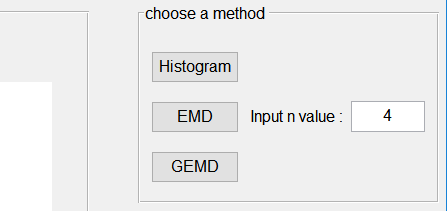 choose a method
Histogram
EMD Input n value : 4
GEMD